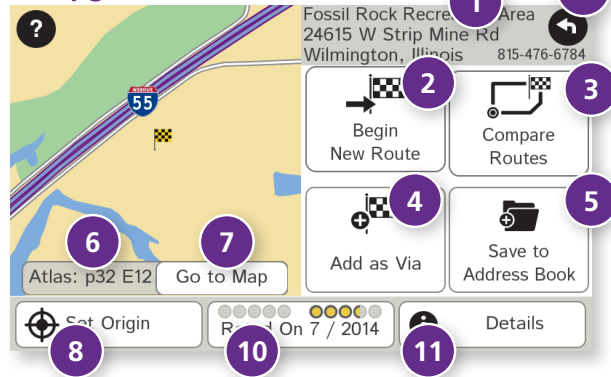 ?
Fossil Rock Recre Area
24615 W Strip Mine Rd
Wilmington, Illinois 815-476-6784
1
INTERSTATE
55
2
3
Begin
New Route
Compare
Routes
4
5
Add as Via
Save to
Address Book
6
7
Atlas: p32 E12
Go to Map
Set Origin
On 7 / 2014
Details
8
10
11